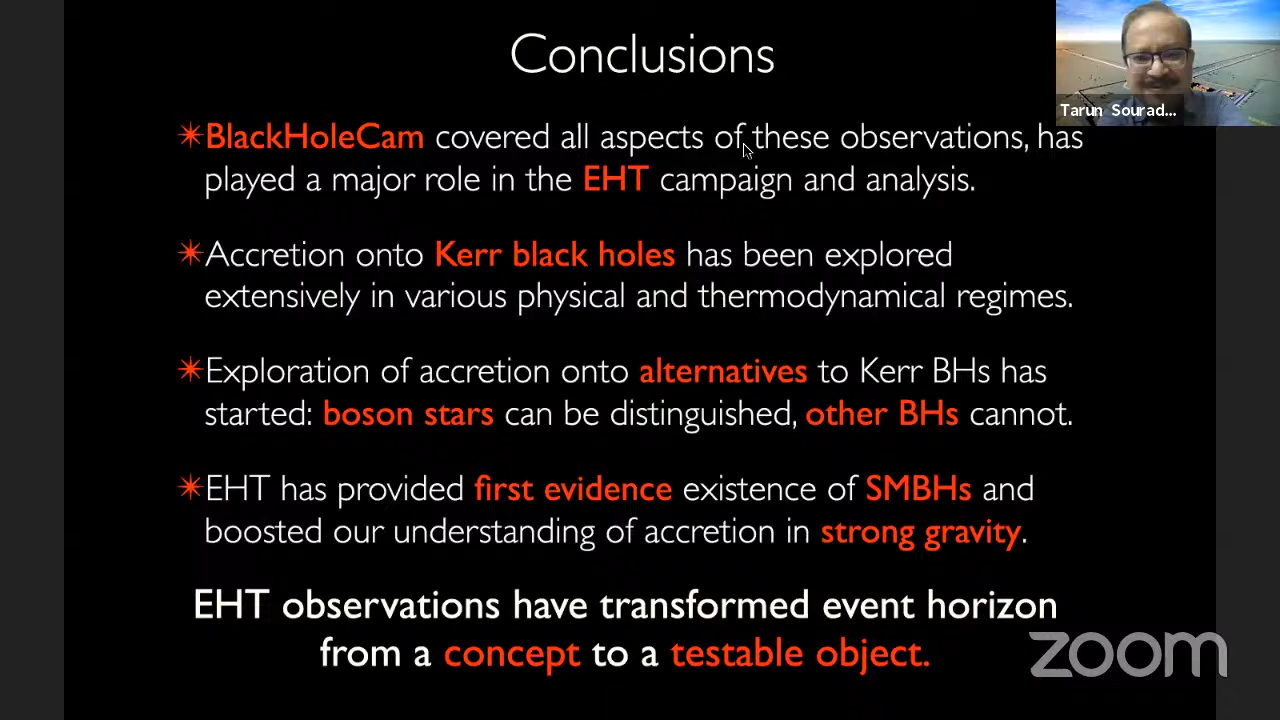 Conclusions
Tarun Sourad...
✴BlackHoleCam covered all aspects of these observations, has
played a major role in the EHT campaign and analysis.
✴Accretion onto Kerr black holes has been explored
extensively in various physical and thermodynamical regimes.
✴Exploration of accretion onto alternatives to Kerr BHs has
started: boson stars can be distinguished, other BHs cannot.
✴EHT has provided first evidence existence of SMBHs and
boosted our understanding of accretion in strong gravity.
EHT observations have transformed event horizon
from a concept to a testable object.
zoom